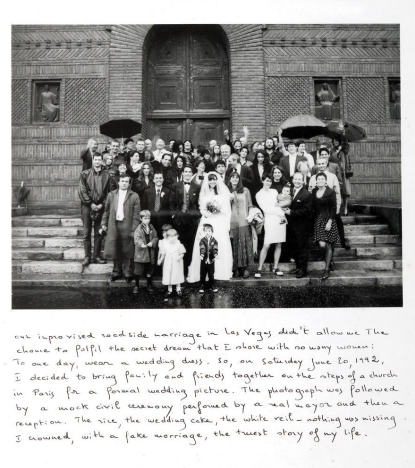 our improvised roadside marriage in Las Vegas didn't allow me the
chance to fulfil the secret dream that I share with so many women:
To one day, wear a wedding dress. So, on Saturday June 20, 1992,
I decided to bring family and friends together on the steps of a church
in Paris for a formal wedding picture. The photograph was followed
by a mock civil ceremony performed by a real mayor and then a
reception. The rice, the wedding cake, the white veil - nothing was missing.
I crowned, with a fake marriage, the truest story of my life.